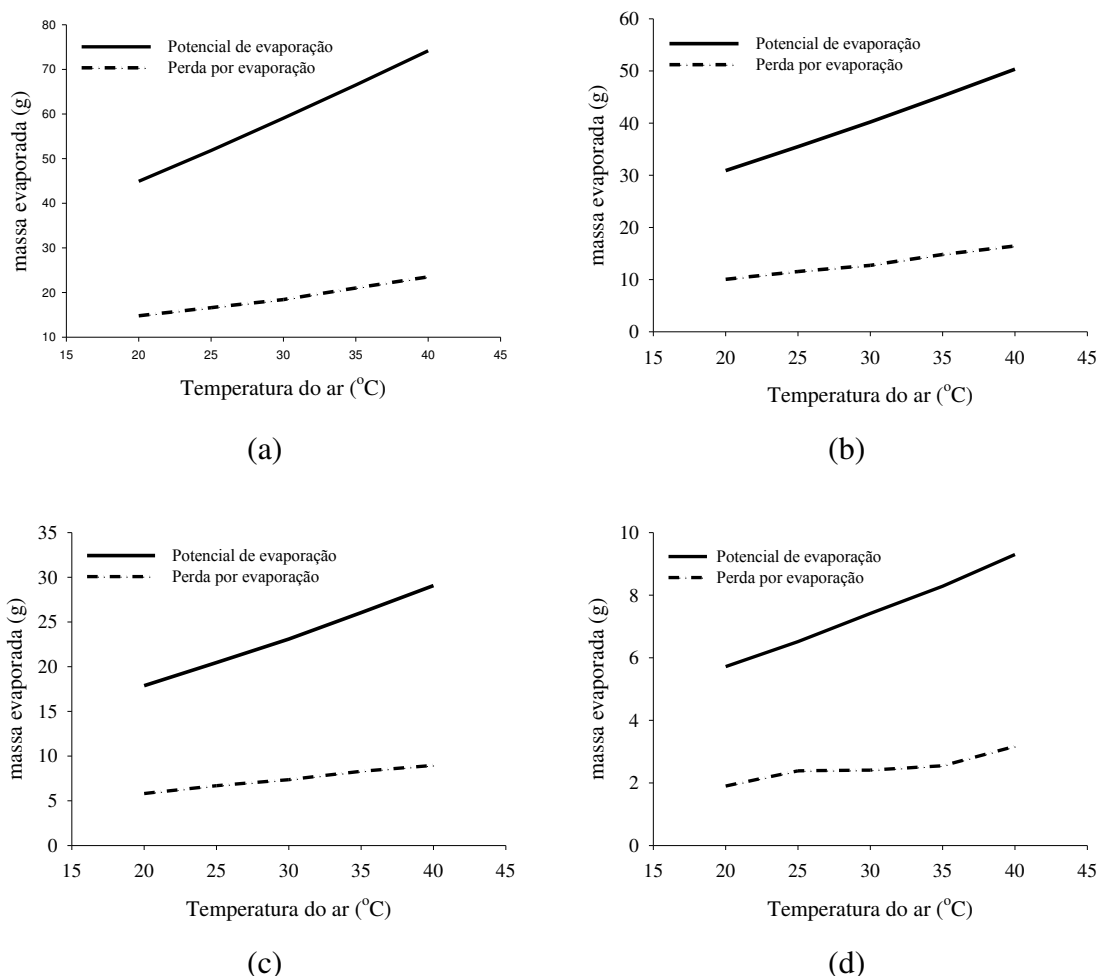 80
70
60
50
40
30
20
10
15 20 25 30 35 40 45
massa evaporada (g)
Temperatura do ar (°C)
Potencial de evaporação
Perda por evaporação
(a)
60
50
40
30
20
10
0
15 20 25 30 35 40 45
massa evaporada (g)
Temperatura do ar (°C)
Potencial de evaporação
Perda por evaporação
(b)
35
30
25
20
15
10
5
0
15 20 25 30 35 40 45
massa evaporada (g)
Temperatura do ar (°C)
Potencial de evaporação
Perda por evaporação
(c)
10
8
6
4
2
0
15 20 25 30 35 40 45
massa evaporada (g)
Temperatura do ar (°C)
Potencial de evaporação
Perda por evaporação
(d)